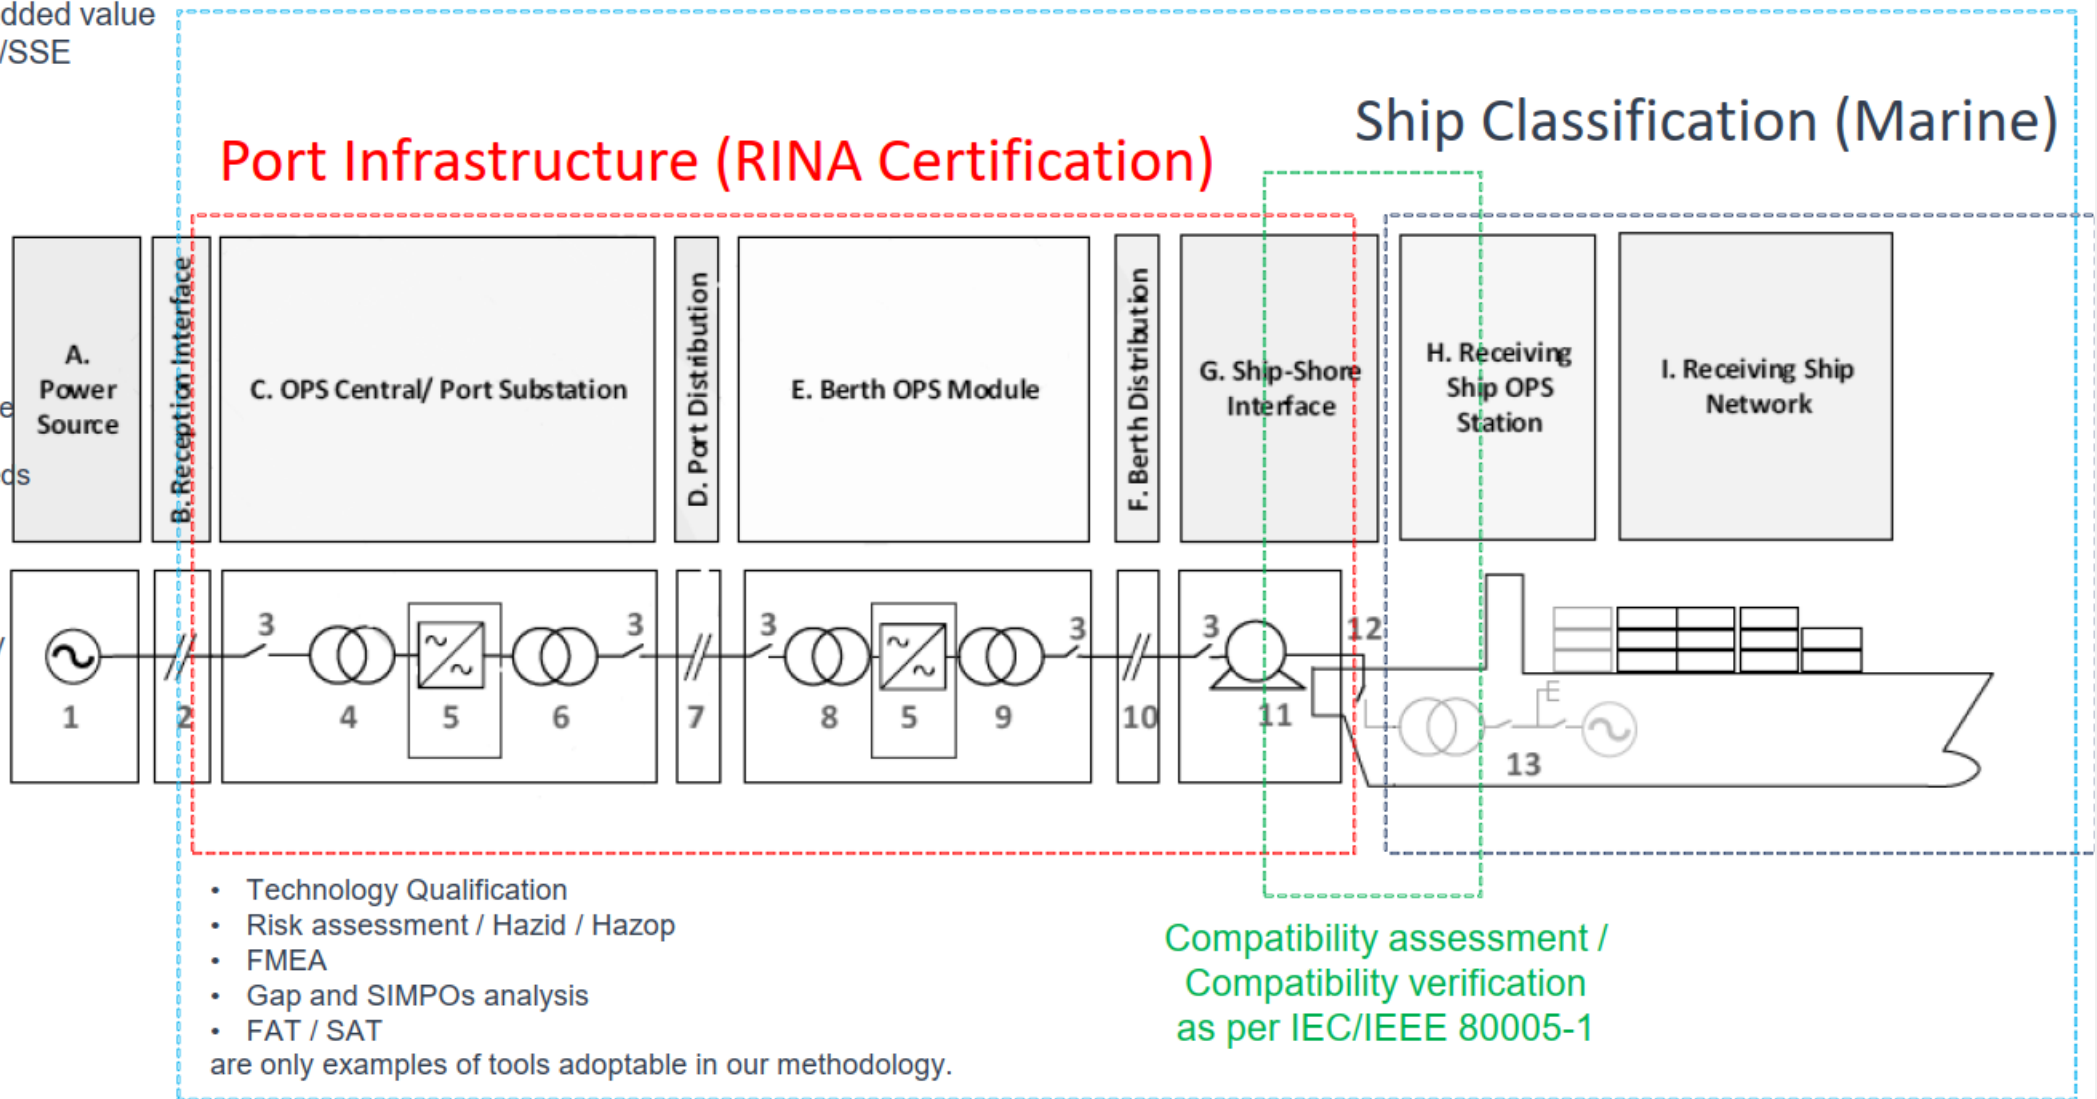 dded value
/SSE
Ship Classification (Marine)
Port Infrastructure (RINA Certification)
A.
Power
Source
B. Reception Interface
C. OPS Central/ Port Substation
D. Port Distribution
E. Berth OPS Module
F. Berth Distribution
G. Ship-Shore
Interface
H. Receiving
Ship OPS
Station
I. Receiving Ship
Network
e
ds
/
3
3
3
3
3
12
E
1
2
4
5
6
7
8
5
9
10
11
13
• Technology Qualification
• Risk assessment / Hazid / Hazop
• FMEA
• Gap and SIMPOs analysis
• FAT / SAT
are only examples of tools adoptable in our methodology.
Compatibility assessment /
Compatibility verification
as per IEC/IEEE 80005-1